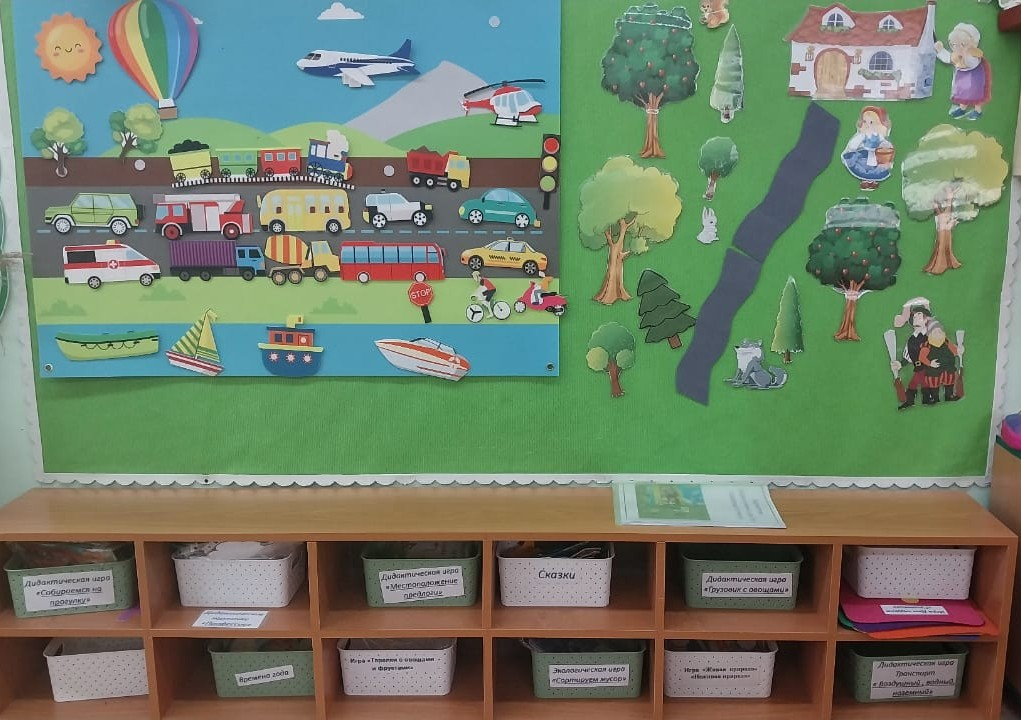 STOP
Дидактическая игра
«Собираемся на
прогулку»
Дидактическая игра
«Местоположение
предлоги»
Сказки
Дидактическая игра
«Грузовик с овощами»
Времена года
Игра «Тарелки с овощами
и фруктами»
Экологическая игра
«Сортируем мусор»
Игра «Живая природа»
«Неживая природа»
Дидактическая игра
Транспорт
« Воздушный , водный,
наземный»